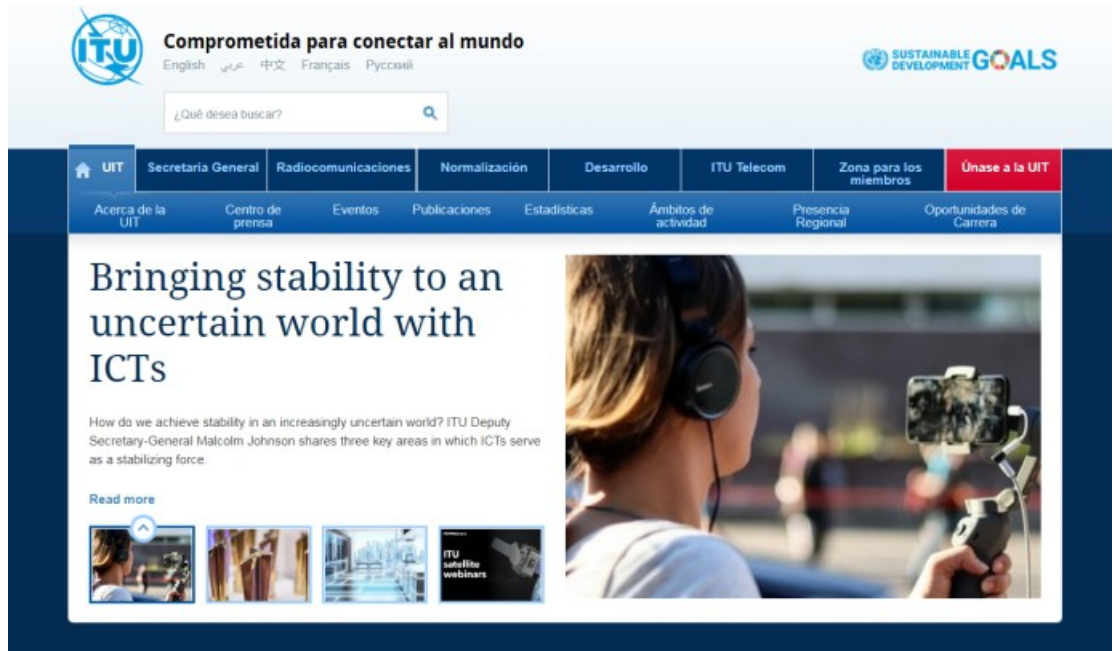 ITU
Comprometida para conectar al mundo
English عربي 中文 Français Русский
SUSTAINABLE
DEVELOPMENT GOALS
¿Qué desea buscar?
UIT Secretaría General Radiocomunicaciones Normalización Desarrollo ITU Telecom Zona para los Únase a la UIT
miembros
Acerca de la Centro de Eventos Publicaciones Estadísticas Ámbitos de Presencia Oportunidades de
UIT prensa actividad Regional Carrera
Bringing stability to an
uncertain world with
ICTs
How do we achieve stability in an increasingly uncertain world? ITU Deputy
Secretary-General Malcolm Johnson shares three key areas in which ICTs serve
as a stabilizing force.
Read more
ITU
satellite
webinars